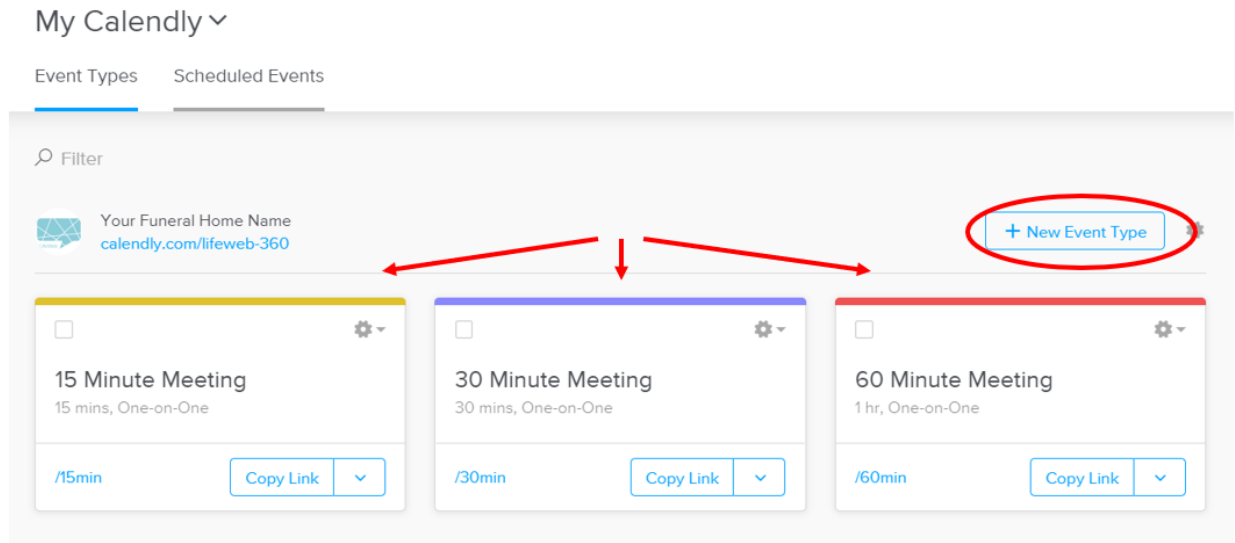 My Calendly
Event Types Scheduled Events
Filter
Your Funeral Home Name
calendly.com/lifeweb-360
+ New Event Type
15 Minute Meeting
15 mins, One-on-One
/15min
Copy Link
30 Minute Meeting
30 mins, One-on-One
/30min
Copy Link
60 Minute Meeting
1 hr, One-on-One
/60min
Copy Link